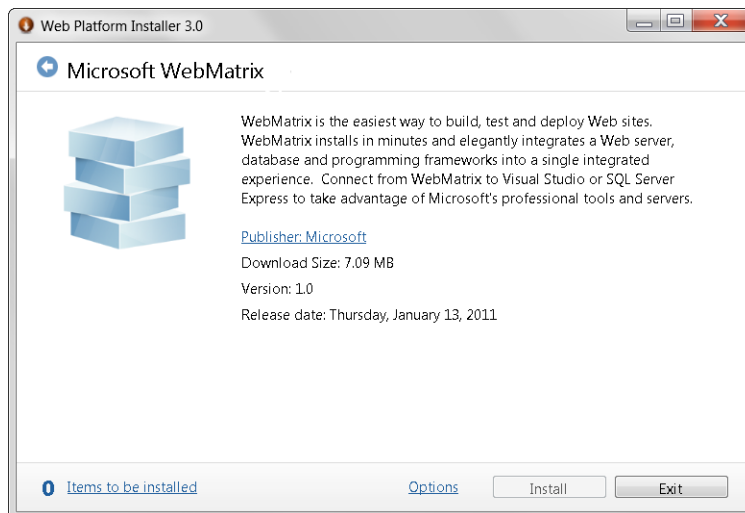 Web Platform Installer 3.0
Microsoft WebMatrix
WebMatrix is the easiest way to build, test and deploy Web sites.
WebMatrix installs in minutes and elegantly integrates a Web server,
database and programming frameworks into a single integrated
experience.  Connect from WebMatrix to Visual Studio or SQL Server
Express to take advantage of Microsoft's professional tools and servers.
Publisher: Microsoft
Download Size: 7.09 MB
Version: 1.0
Release date: Thursday, January 13, 2011
0 Items to be installed Options Install Exit